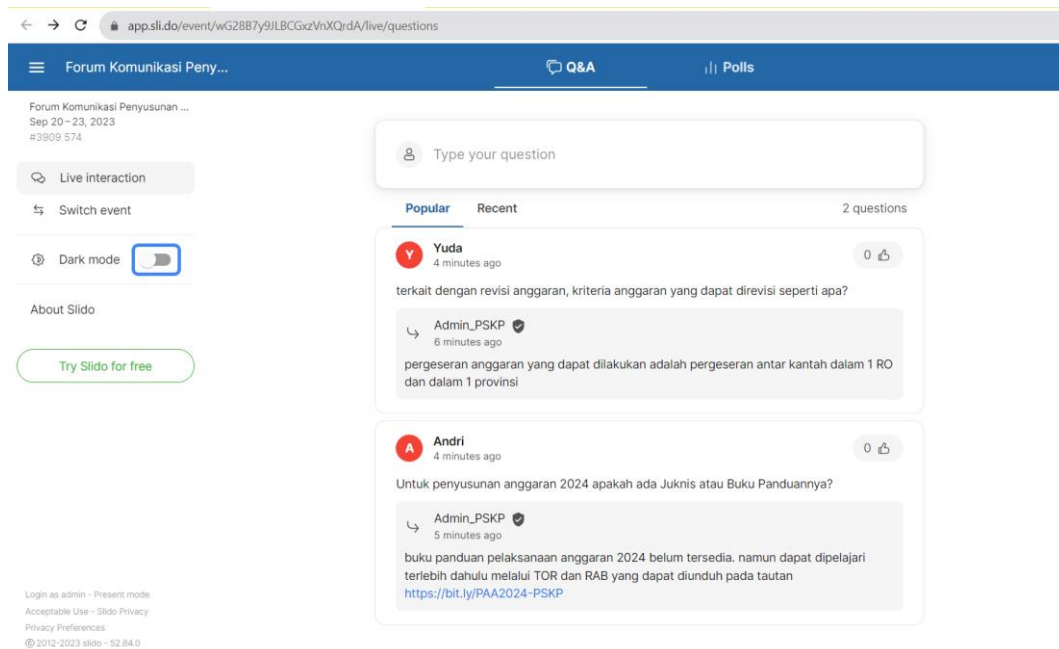 app.sli.do/event/wG28B7y9JLBCGxzVnXQrdA/live/questions
Forum Komunikasi Peny...
Q&A
Polls
Forum Komunikasi Penyusunan ...
Sep 20 – 23, 2023
#3909 574
Live interaction
Switch event
Dark mode
About Slido
Try Slido for free
Login as admin - Present mode
Acceptable Use - Slido Privacy
Privacy Preferences
© 2012-2023 slido - 52.84.0
Type your question
Popular Recent 2 questions
Y Yuda
4 minutes ago
0
terkait dengan revisi anggaran, kriteria anggaran yang dapat direvisi seperti apa?
Admin_PSKP
6 minutes ago
pergeseran anggaran yang dapat dilakukan adalah pergeseran antar kantah dalam 1 RO
dan dalam 1 provinsi
A Andri
4 minutes ago
0
Untuk penyusunan anggaran 2024 apakah ada Juknis atau Buku Panduannya?
Admin_PSKP
5 minutes ago
buku panduan pelaksanaan anggaran 2024 belum tersedia. namun dapat dipelajari
terlebih dahulu melalui TOR dan RAB yang dapat diunduh pada tautan
https://bit.ly/PAA2024-PSKP